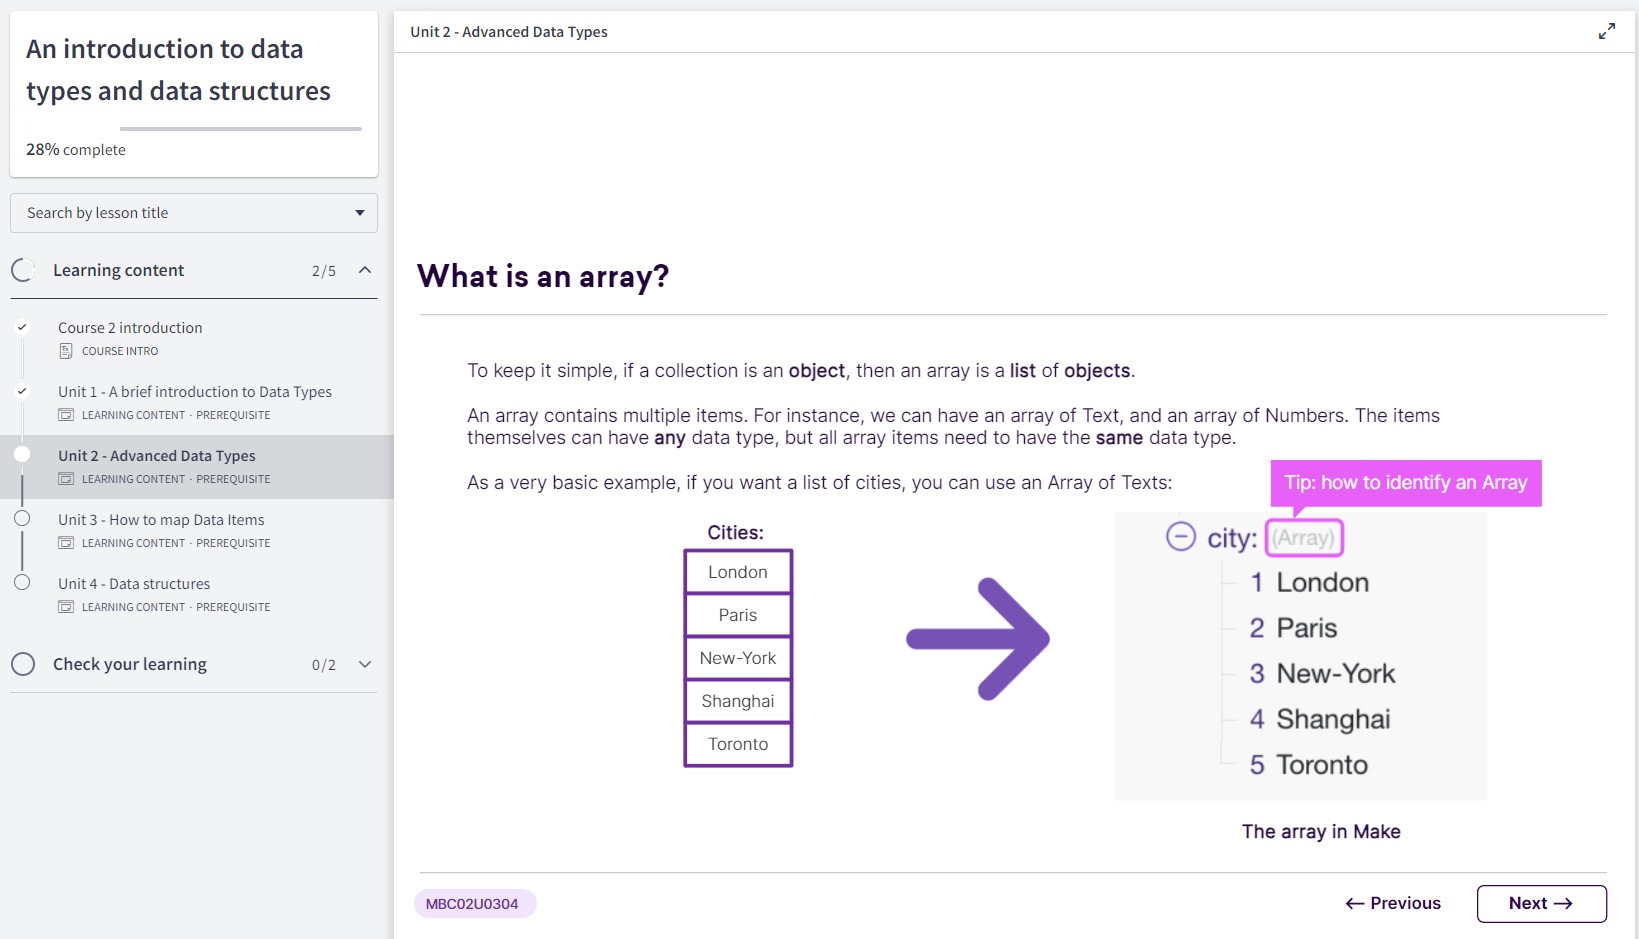 An introduction to data
types and data structures
28% complete
Search by lesson title
Learning content 2/5
Course 2 introduction
COURSE INTRO
Unit 1 - A brief introduction to Data Types
LEARNING CONTENT · PREREQUISITE
Unit 2 - Advanced Data Types
LEARNING CONTENT · PREREQUISITE
Unit 3 - How to map Data Items
LEARNING CONTENT · PREREQUISITE
Unit 4 - Data structures
LEARNING CONTENT · PREREQUISITE
Check your learning 0/2
Unit 2 - Advanced Data Types
What is an array?
To keep it simple, if a collection is an object, then an array is a list of objects.
An array contains multiple items. For instance, we can have an array of Text, and an array of Numbers. The items
themselves can have any data type, but all array items need to have the same data type.
As a very basic example, if you want a list of cities, you can use an Array of Texts:
Tip: how to identify an Array
Cities:
London
Paris
New-York
Shanghai
Toronto
city: (Array)
1 London
2 Paris
3 New-York
4 Shanghai
5 Toronto
The array in Make
MBC02U0304
← Previous
Next →